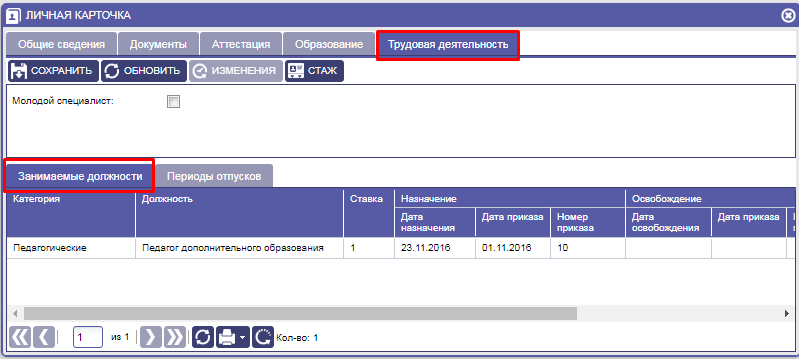 ЛИЧНАЯ КАРТОЧКА
Общие сведения Документы Аттестация Образование Трудовая деятельность
СОХРАНИТЬ ОБНОВИТЬ ИЗМЕНЕНИЯ СТАЖ
Молодой специалист:
Занимаемые должности Периоды отпусков
Категория Должность Ставка Назначение Освобождение
Дата назначения Дата приказа Номер приказа Дата освобождения Дата приказа
Педагогические Педагог дополнительного образования 1 23.11.2016 01.11.2016 10
1 из 1 Кол-во: 1